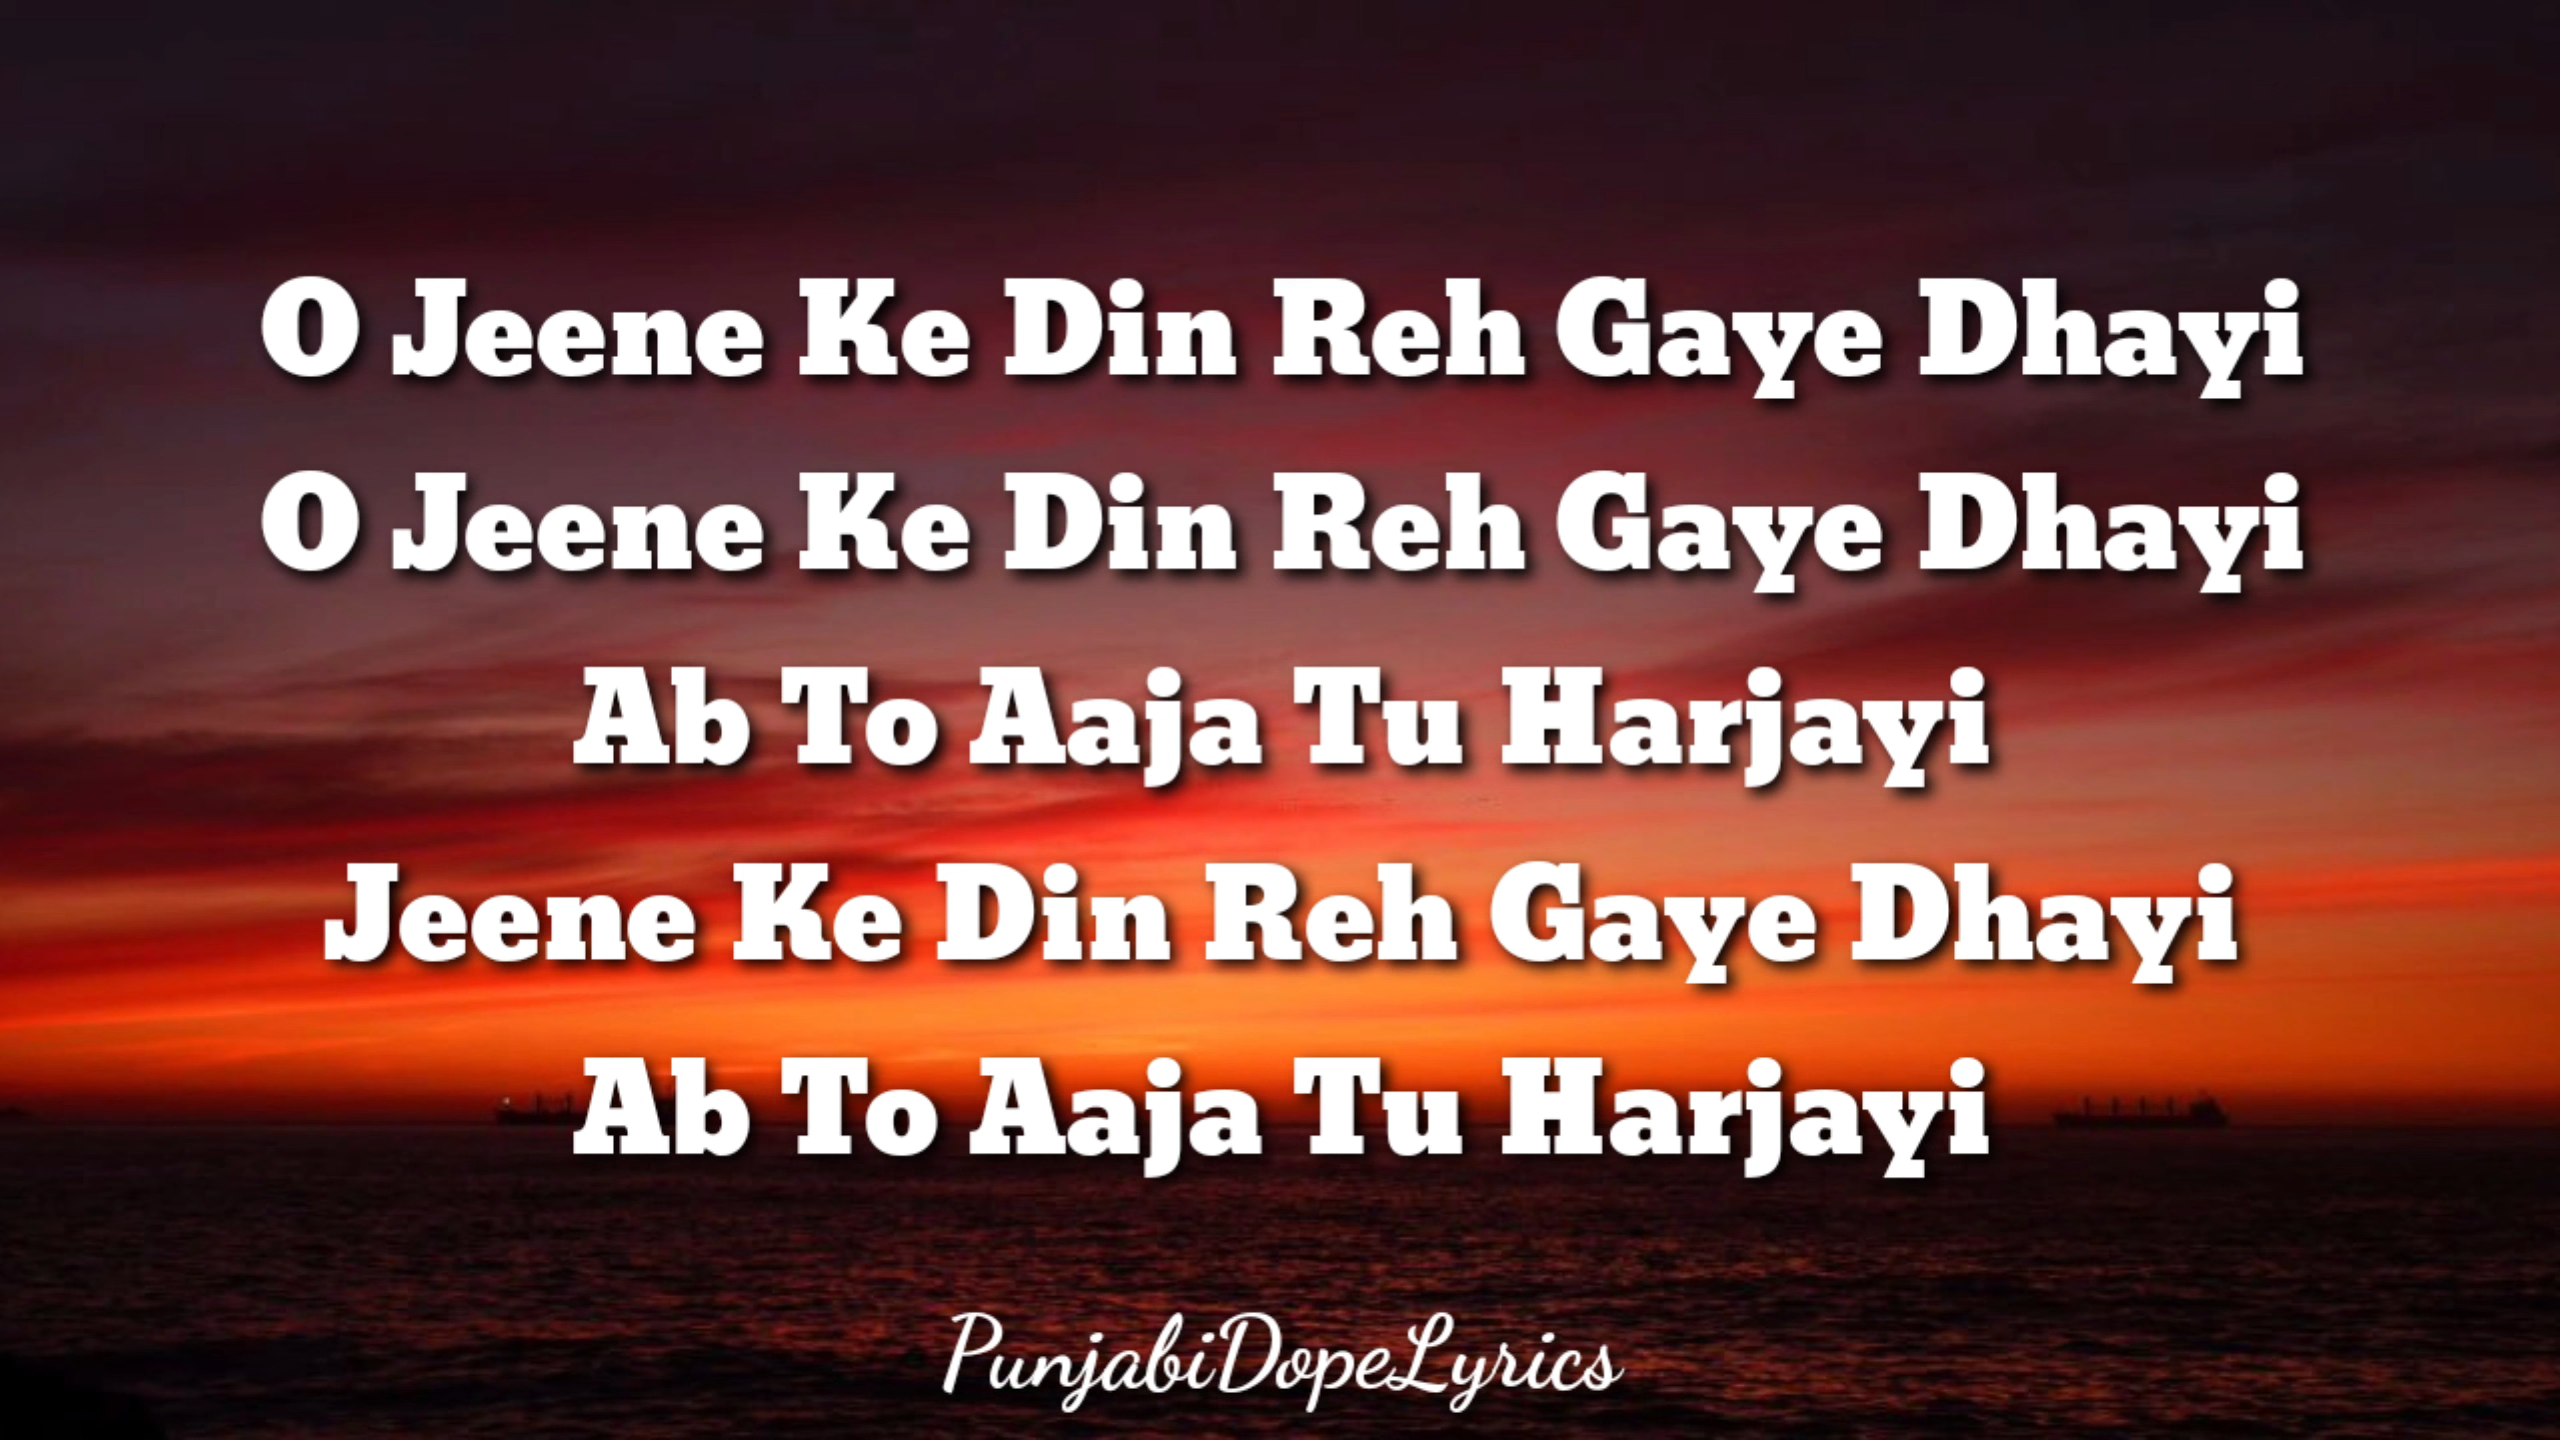 O Jeene Ke Din Reh Gaye Dhayi
O Jeene Ke Din Reh Gaye Dhayi
Ab To Aaja Tu Harjayi
Jeene Ke Din Reh Gaye Dhayi
Ab To Aaja Tu Harjayi
PunjabiDopeLyrics